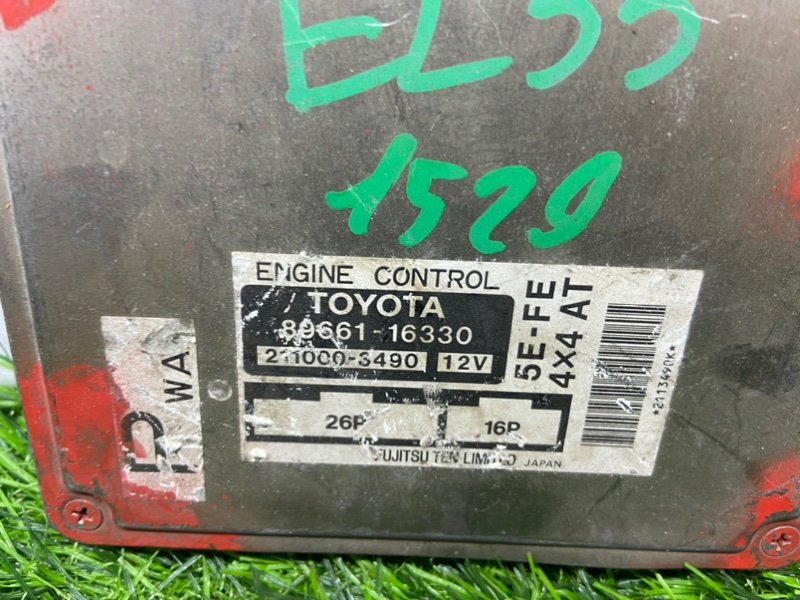 EL55
1529
ENGINE CONTROL
TOYOTA
89661-16330
211000-3490 12V
5E-FE
4X4 AT
26P
16P
FUJITSU TEN LIMITED JAPAN
*2113490K*
WA